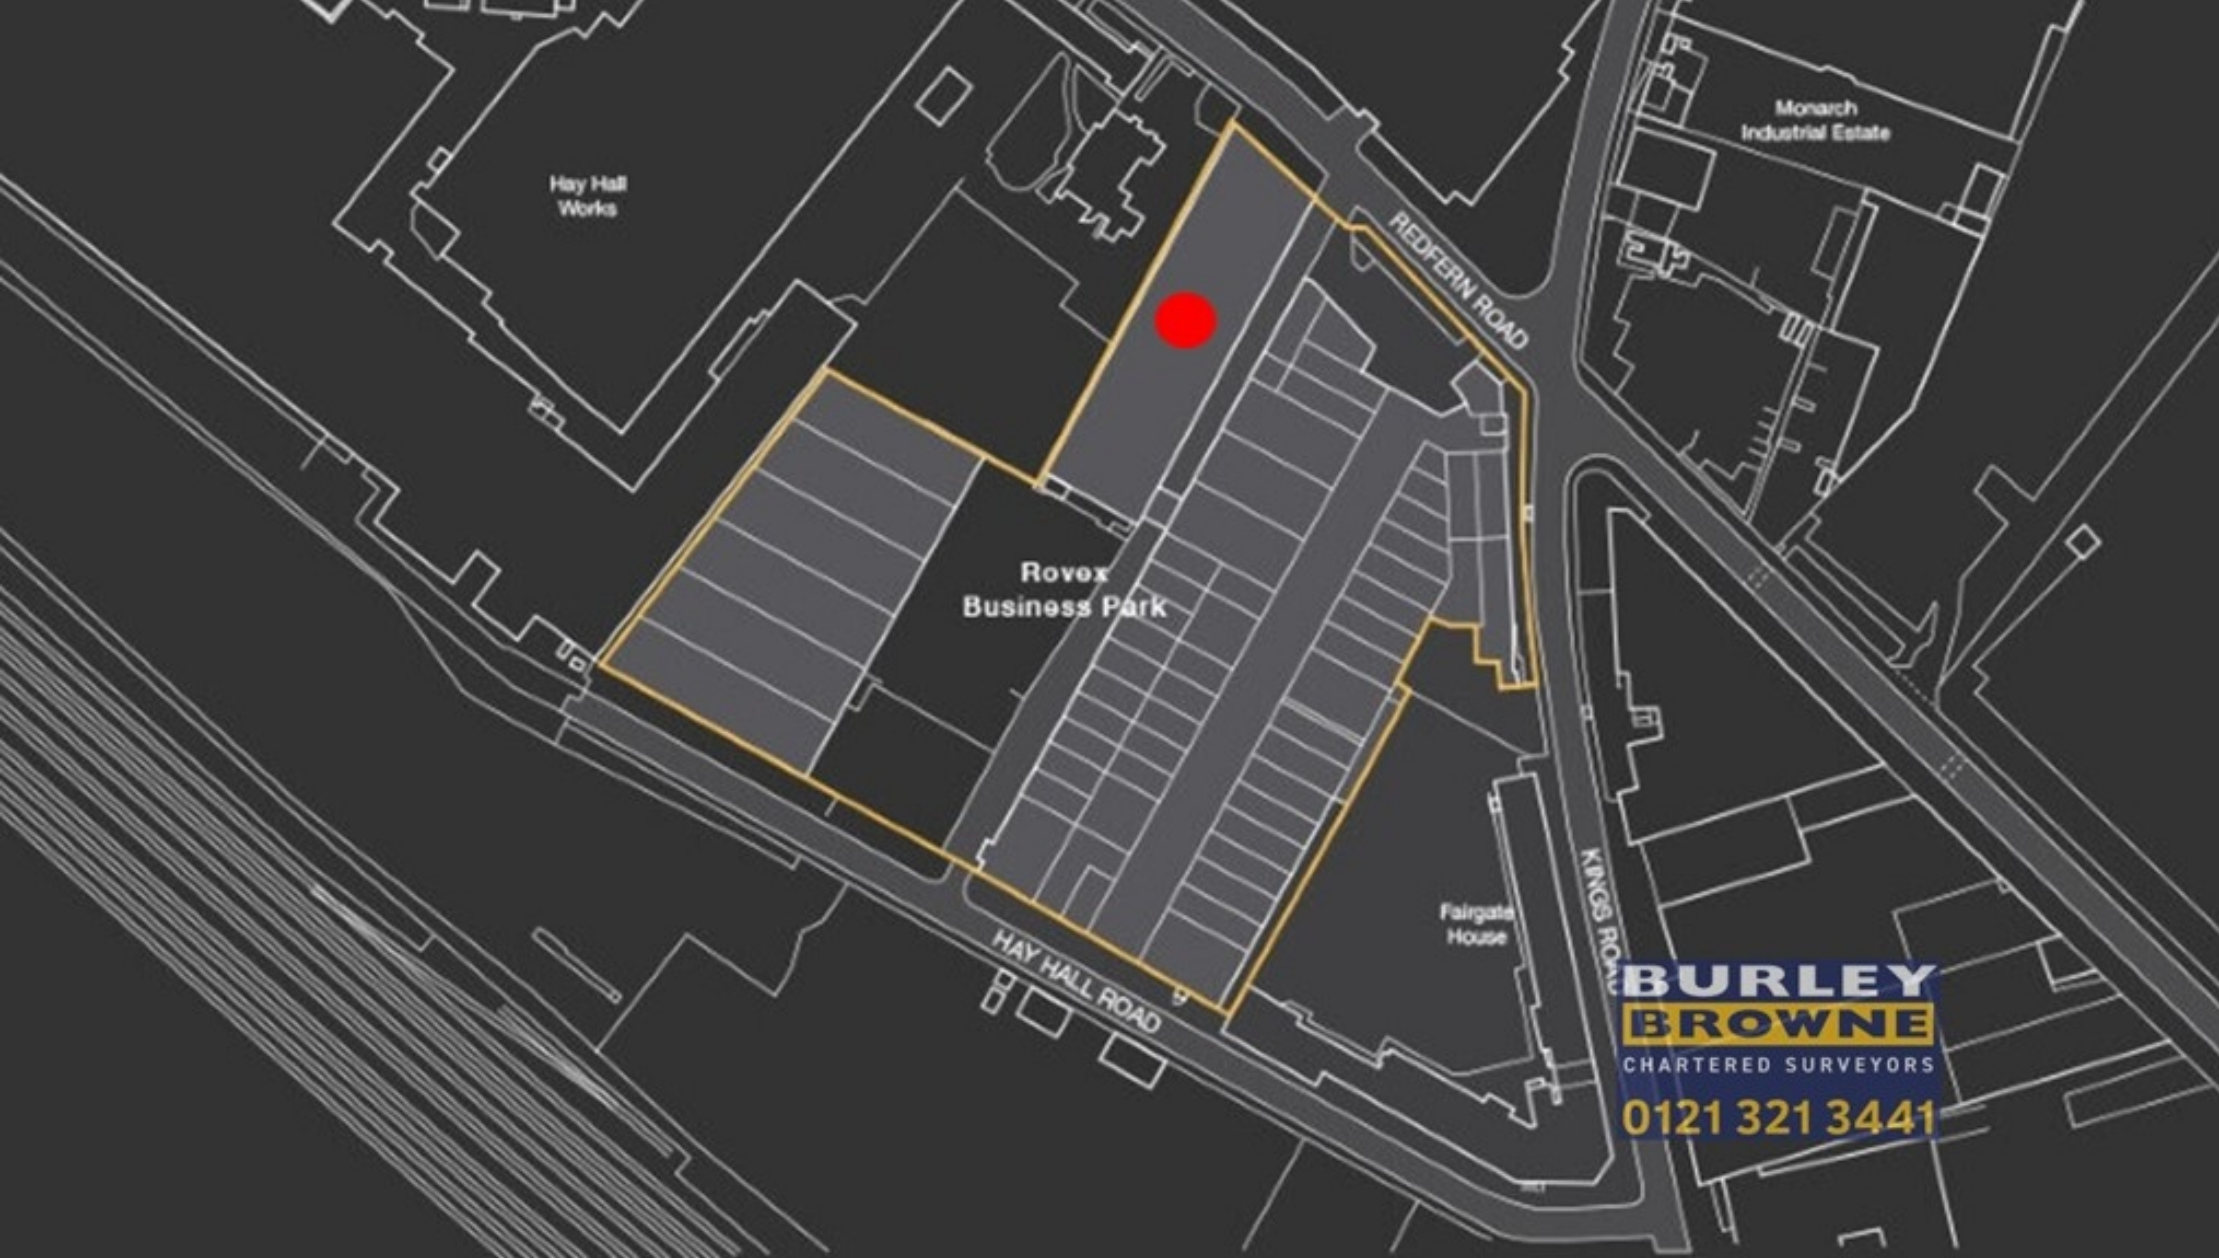 Monarch
Industrial Estate
Hay Hall
Works
REDFERN ROAD
Rovex
Business Park
Fairgate
House
KINGS ROAD
HAY HALL ROAD
BURLEY
BROWNE
CHARTERED SURVEYORS
0121 321 3441